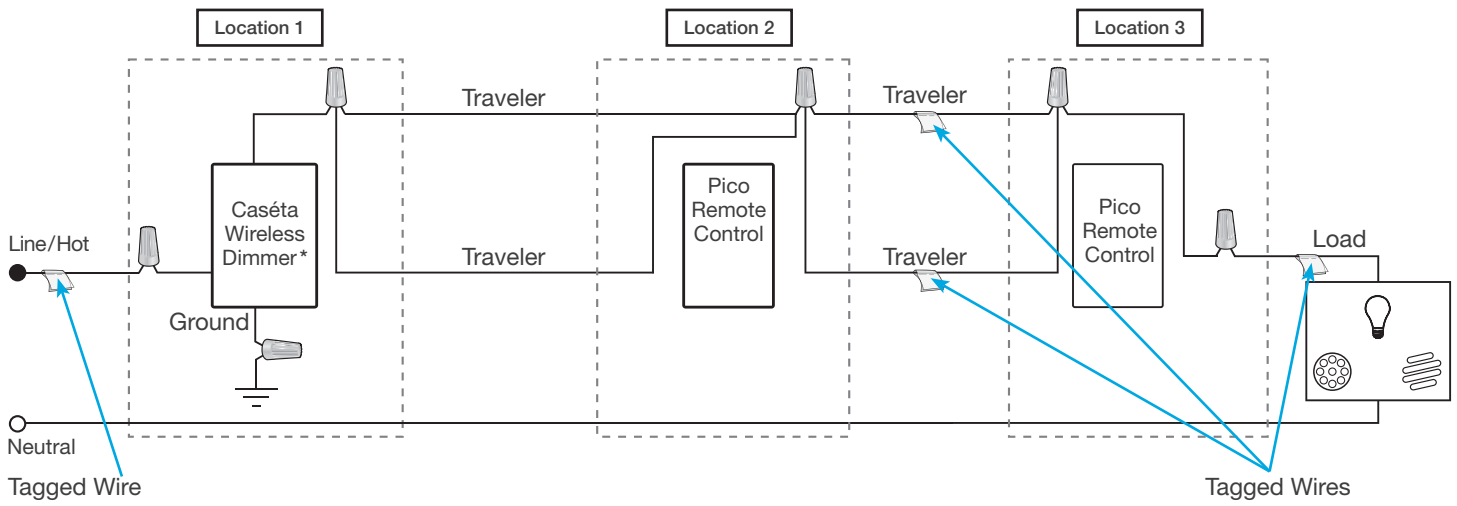 Location 1
Location 2
Location 3
Traveler
Traveler
Line/Hot
Caséta
Wireless
Dimmer*
Pico
Remote
Control
Pico
Remote
Control
Traveler
Traveler
Load
Ground
Neutral
Tagged Wire
Tagged Wires